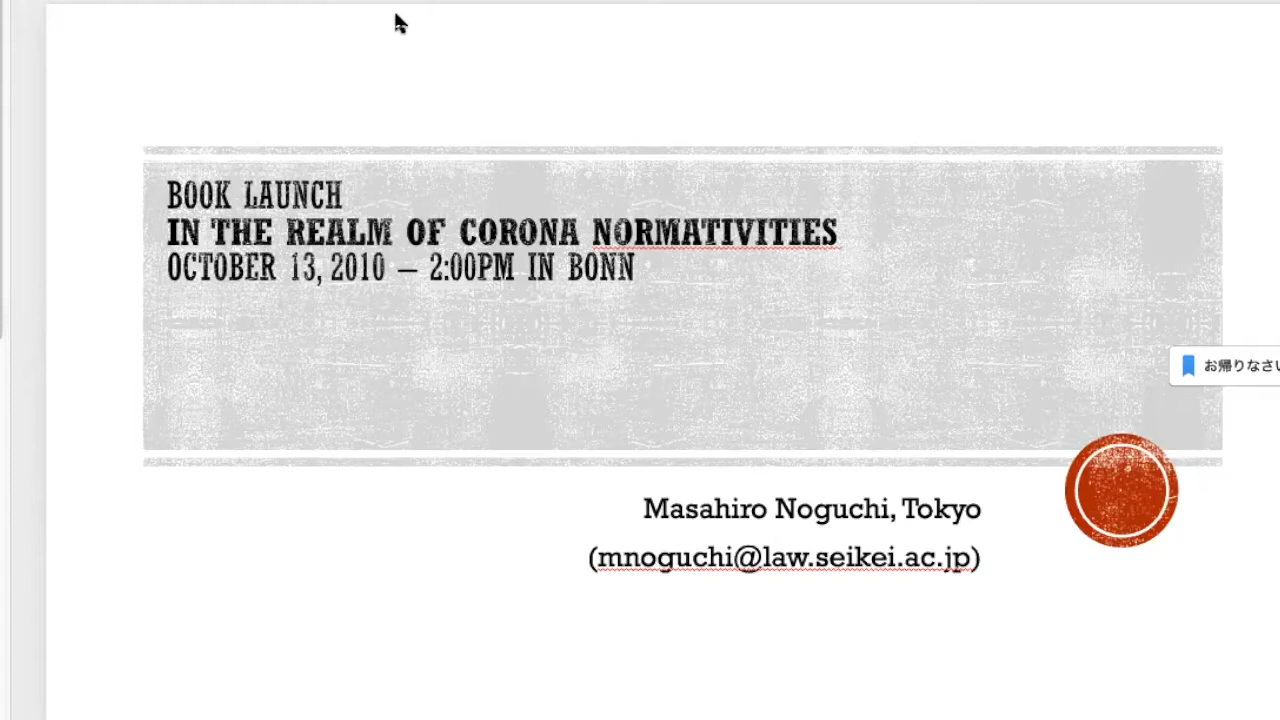 BOOK LAUNCH
IN THE REALM OF CORONA NORMATIVITIES
OCTOBER 13, 2010 – 2:00PM IN BONN
お帰りなさい
Masahiro Noguchi, Tokyo
(mnoguchi@law.seikei.ac.jp)